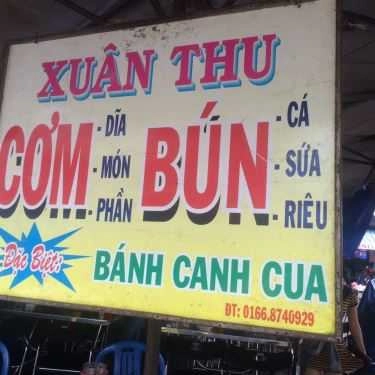 XUÂN THU
CƠM - DĨA - MÓN - PHẦN
BÚN - CÁ - SỨA - RIÊU
Đặc Biệt: BÁNH CANH CUA
ĐT: 0166.8740929